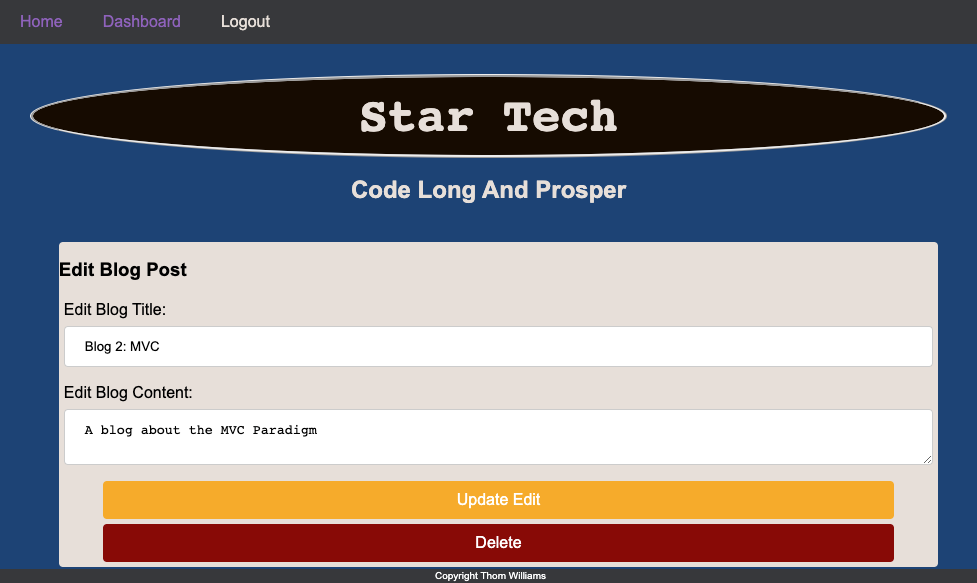 Home Dashboard Logout
Star Tech
Code Long And Prosper
Edit Blog Post
Edit Blog Title:
Blog 2: MVC
Edit Blog Content:
A blog about the MVC Paradigm
Update Edit
Delete
Copyright Thom Williams